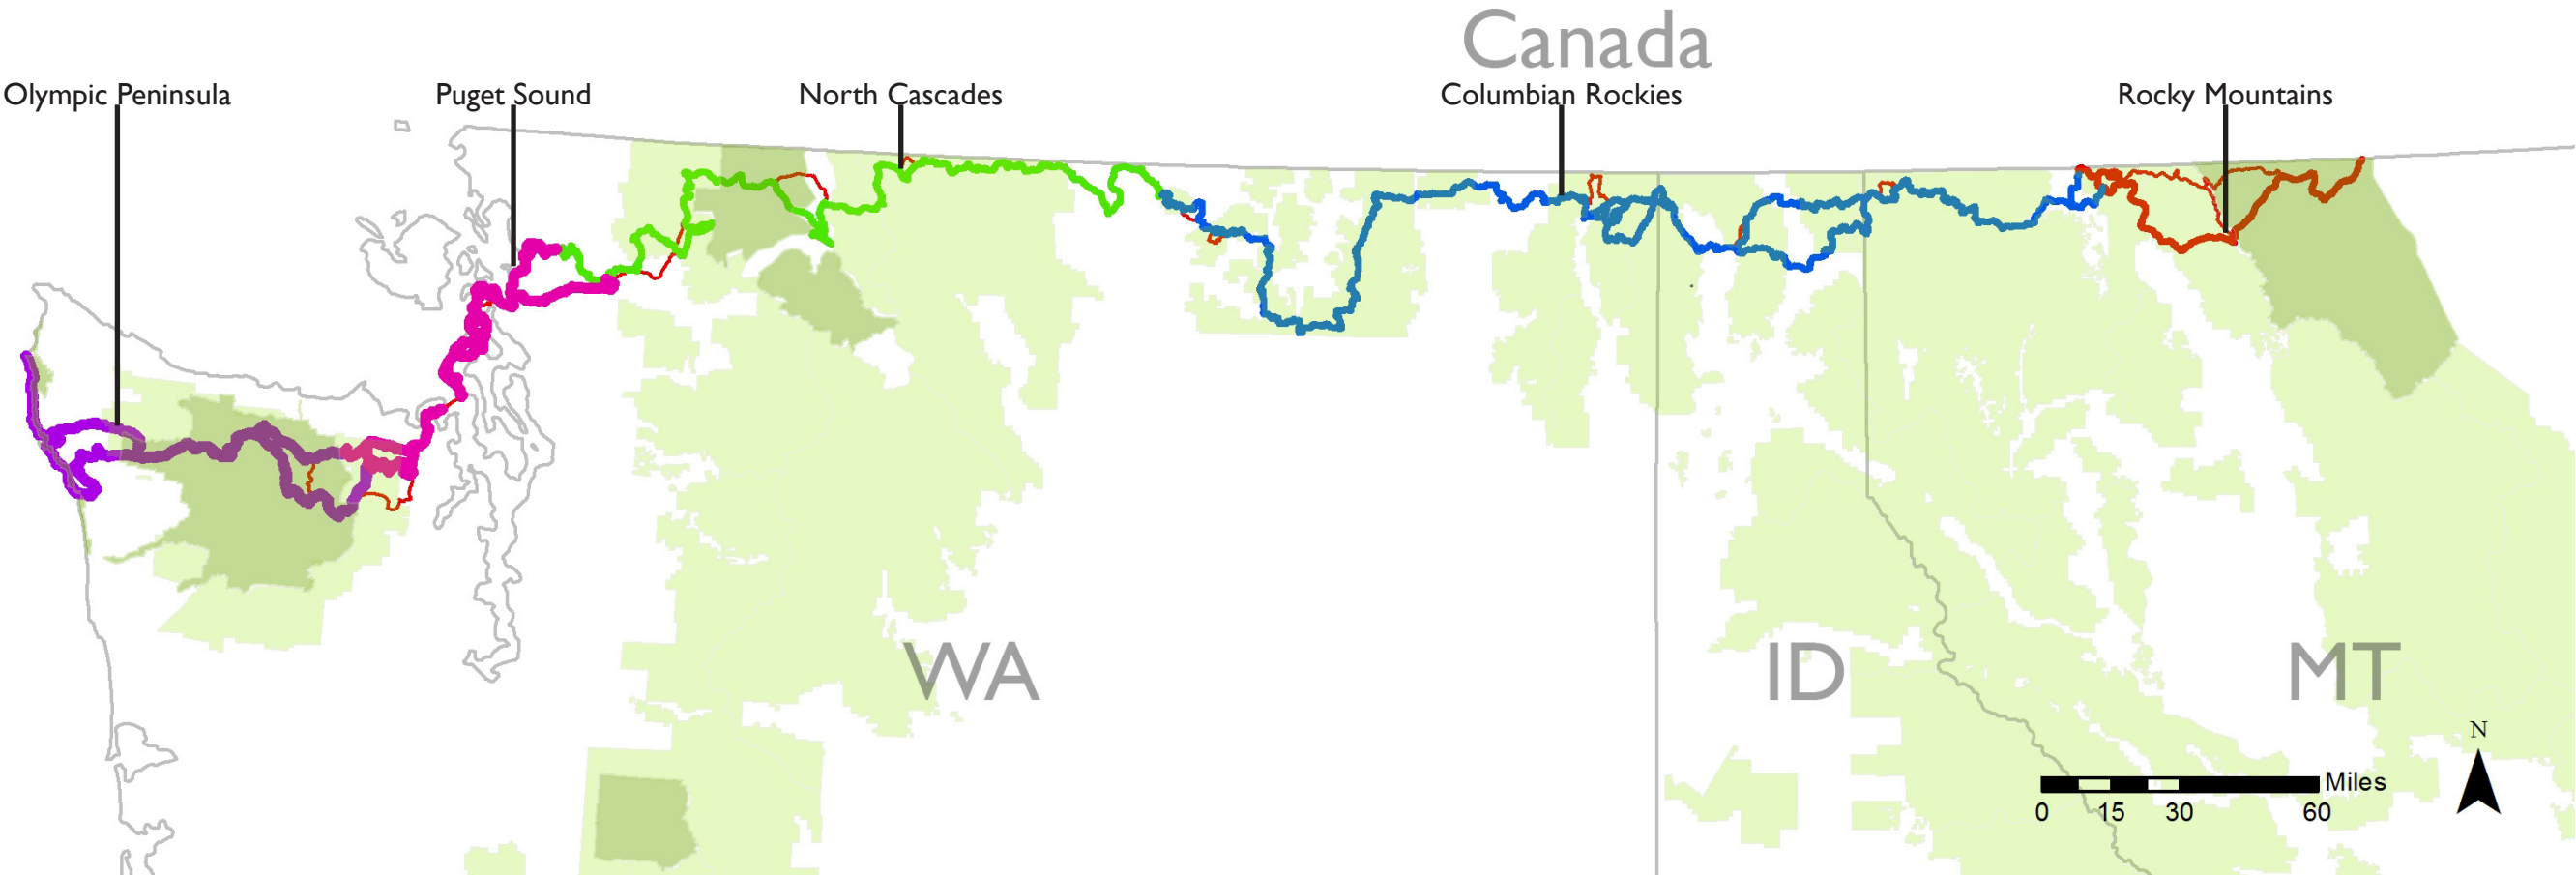 Canada
Olympic Peninsula
Puget Sound
North Cascades
Columbian Rockies
Rocky Mountains
WA
ID
MT
N
Miles
0 15 30 60